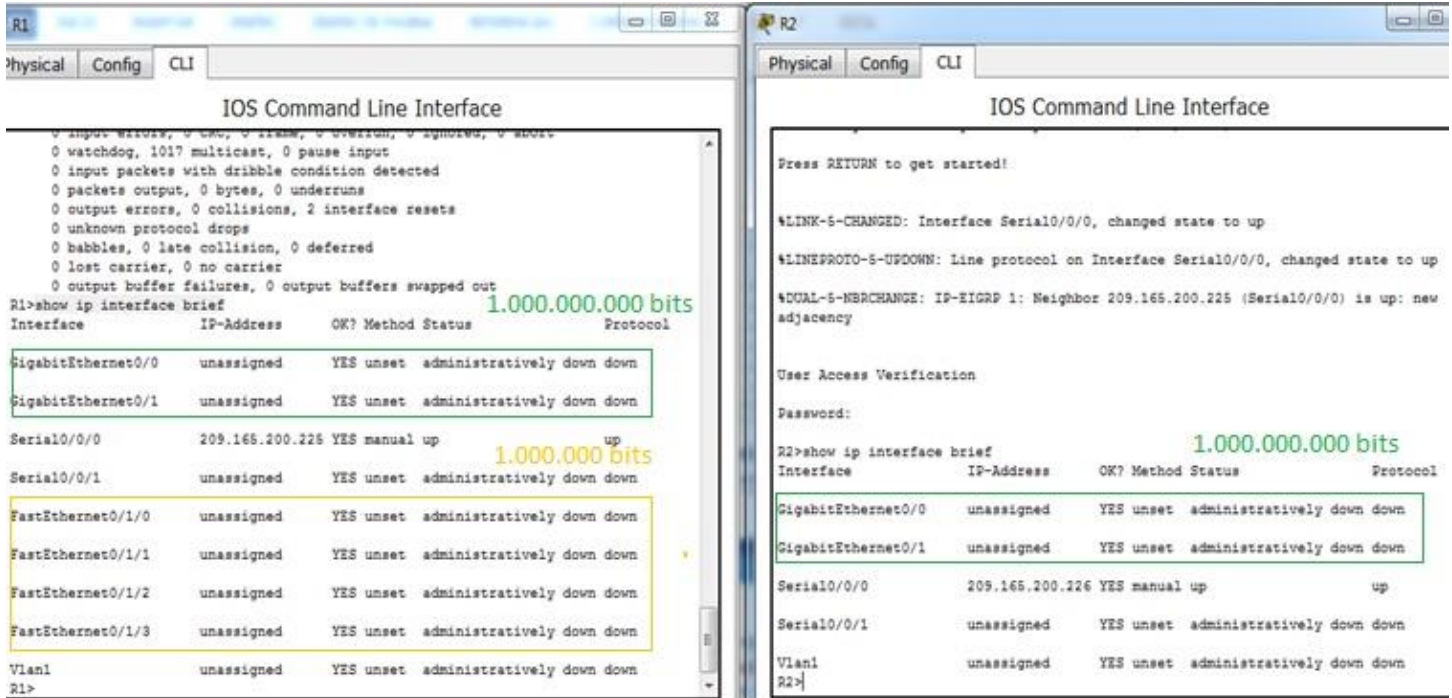 R1
Physical Config CLI
IOS Command Line Interface
0 input errors, 0 CRC, 0 frame, 0 overrun, 0 ignored, 0 abort
0 watchdog, 1017 multicast, 0 pause input
0 input packets with dribble condition detected
0 packets output, 0 bytes, 0 underruns
0 output errors, 0 collisions, 2 interface resets
0 unknown protocol drops
0 babbles, 0 late collision, 0 deferred
0 lost carrier, 0 no carrier
0 output buffer failures, 0 output buffers swapped out
R1>show ip interface brief
1.000.000.000 bits
Interface IP-Address OK? Method Status Protocol
GigabitEthernet0/0 unassigned YES unset administratively down down
GigabitEthernet0/1 unassigned YES unset administratively down down
Serial0/0/0 209.165.200.225 YES manual up up
1.000.000 bits
Serial0/0/1 unassigned YES unset administratively down down
FastEthernet0/1/0 unassigned YES unset administratively down down
FastEthernet0/1/1 unassigned YES unset administratively down down
FastEthernet0/1/2 unassigned YES unset administratively down down
FastEthernet0/1/3 unassigned YES unset administratively down down
Vlan1 unassigned YES unset administratively down down
R1>
R2
Physical Config CLI
IOS Command Line Interface
Press RETURN to get started!
%LINK-5-CHANGED: Interface Serial0/0/0, changed state to up
%LINEPROTO-5-UPDOWN: Line protocol on Interface Serial0/0/0, changed state to up
%DUAL-5-NBRCHANGE: IP-EIGRP 1: Neighbor 209.165.200.225 (Serial0/0/0) is up: new
adjacency
User Access Verification
Password:
R2>show ip interface brief
1.000.000.000 bits
Interface IP-Address OK? Method Status Protocol
GigabitEthernet0/0 unassigned YES unset administratively down down
GigabitEthernet0/1 unassigned YES unset administratively down down
Serial0/0/0 209.165.200.226 YES manual up up
Serial0/0/1 unassigned YES unset administratively down down
Vlan1 unassigned YES unset administratively down down
R2>